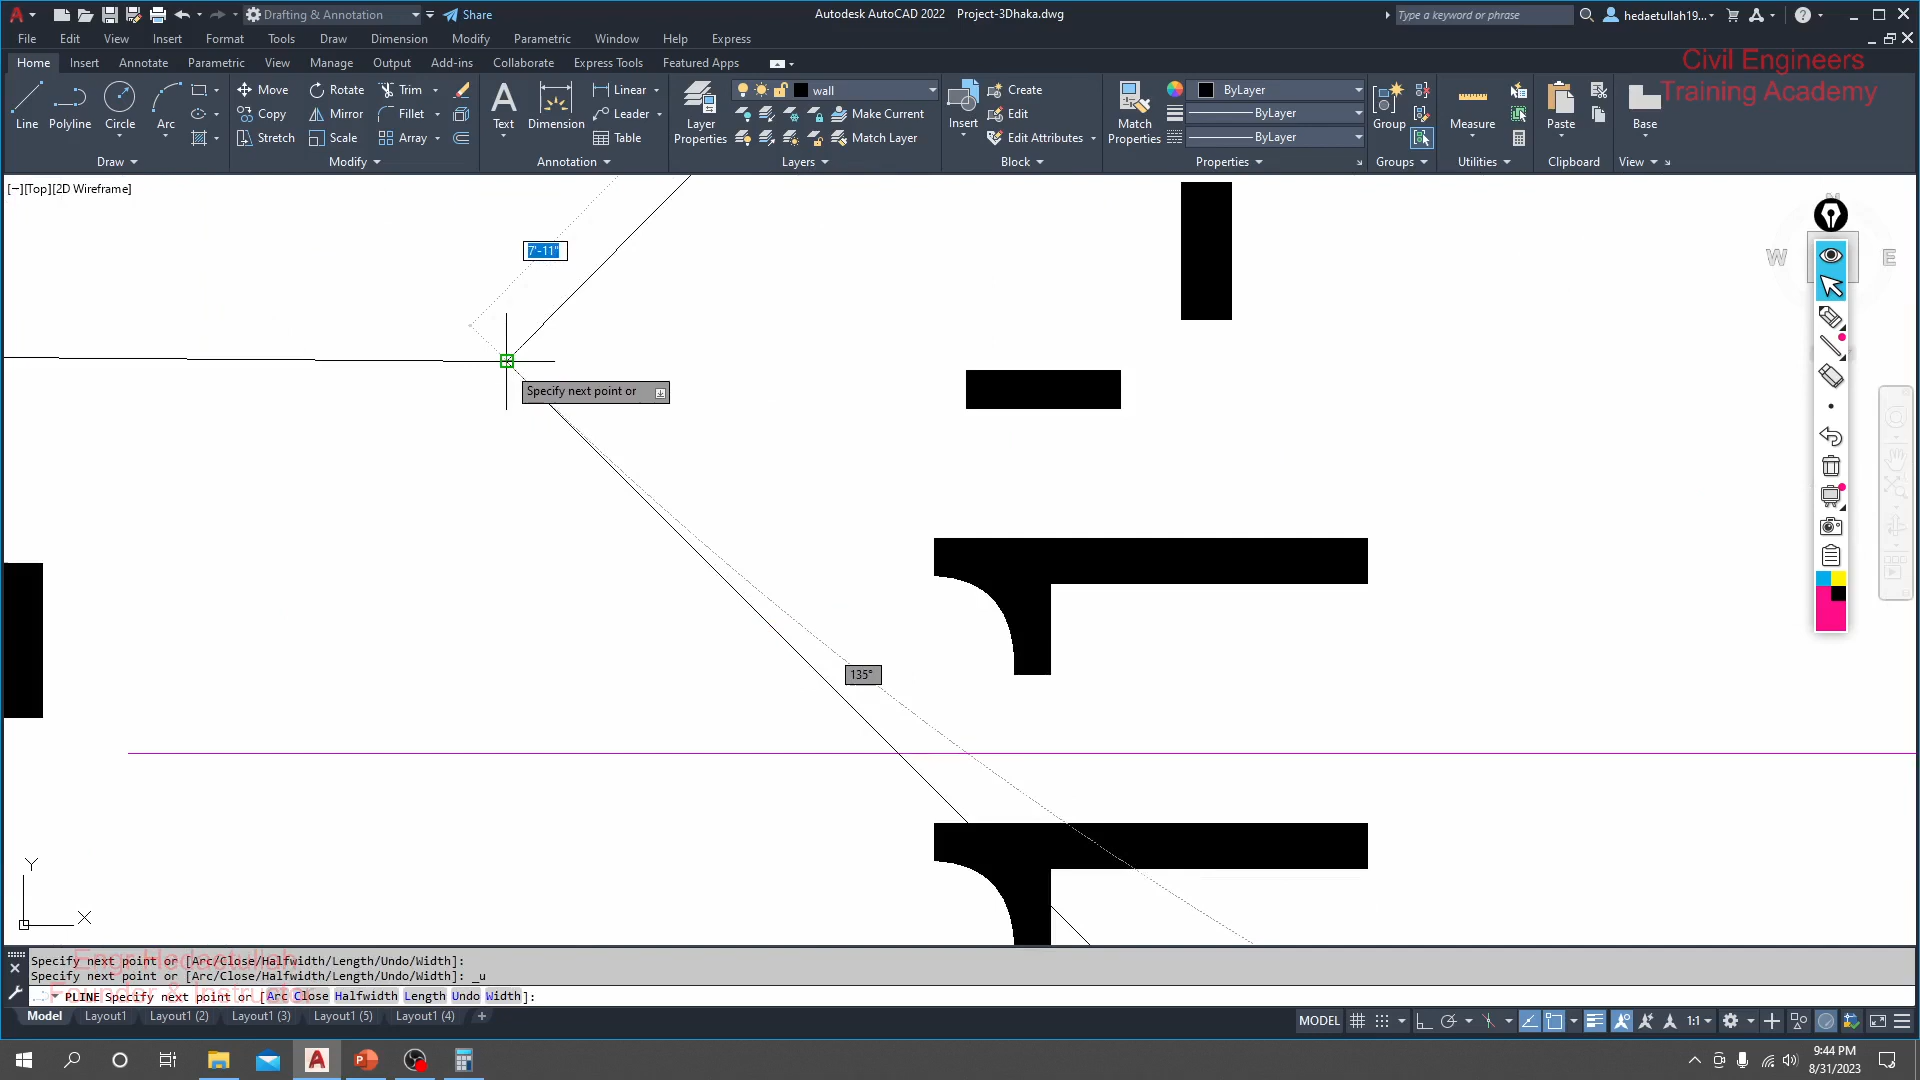 Drafting & Annotation
Share
Autodesk AutoCAD 2022 Project-3Dhaka.dwg
Type a keyword or phrase
hedaetullah19...
File Edit View Insert Format Tools Draw Dimension Modify Parametric Window Help Express
Home Insert Annotate Parametric View Manage Output Add-ins Collaborate Express Tools Featured Apps
Civil Engineers
Training Academy
Line Polyline Circle Arc
Move Rotate Trim
Copy Mirror Fillet
Stretch Scale Array
Text Dimension
Linear
Leader
Table
Layer
Properties
wall
Make Current
Match Layer
Insert
Create
Edit
Edit Attributes
Match
Properties
ByLayer
ByLayer
ByLayer
Group
Measure
Paste
Base
Draw Modify Annotation Layers Block Properties Groups Utilities Clipboard View
[−][Top][2D Wireframe]
N
W E
7'-11"
Specify next point or
135°
Y
X
Specify next point or [Arc/Close/Halfwidth/Length/Undo/Width]:
Specify next point or [Arc/Close/Halfwidth/Length/Undo/Width]: _u
PLINE Specify next point or [Arc Close Halfwidth Length Undo Width]:
Engr Hedaetullah
Founder & Instructor
Model Layout1 Layout1 (2) Layout1 (3) Layout1 (5) Layout1 (4) +
MODEL
1:1
9:44 PM
8/31/2023